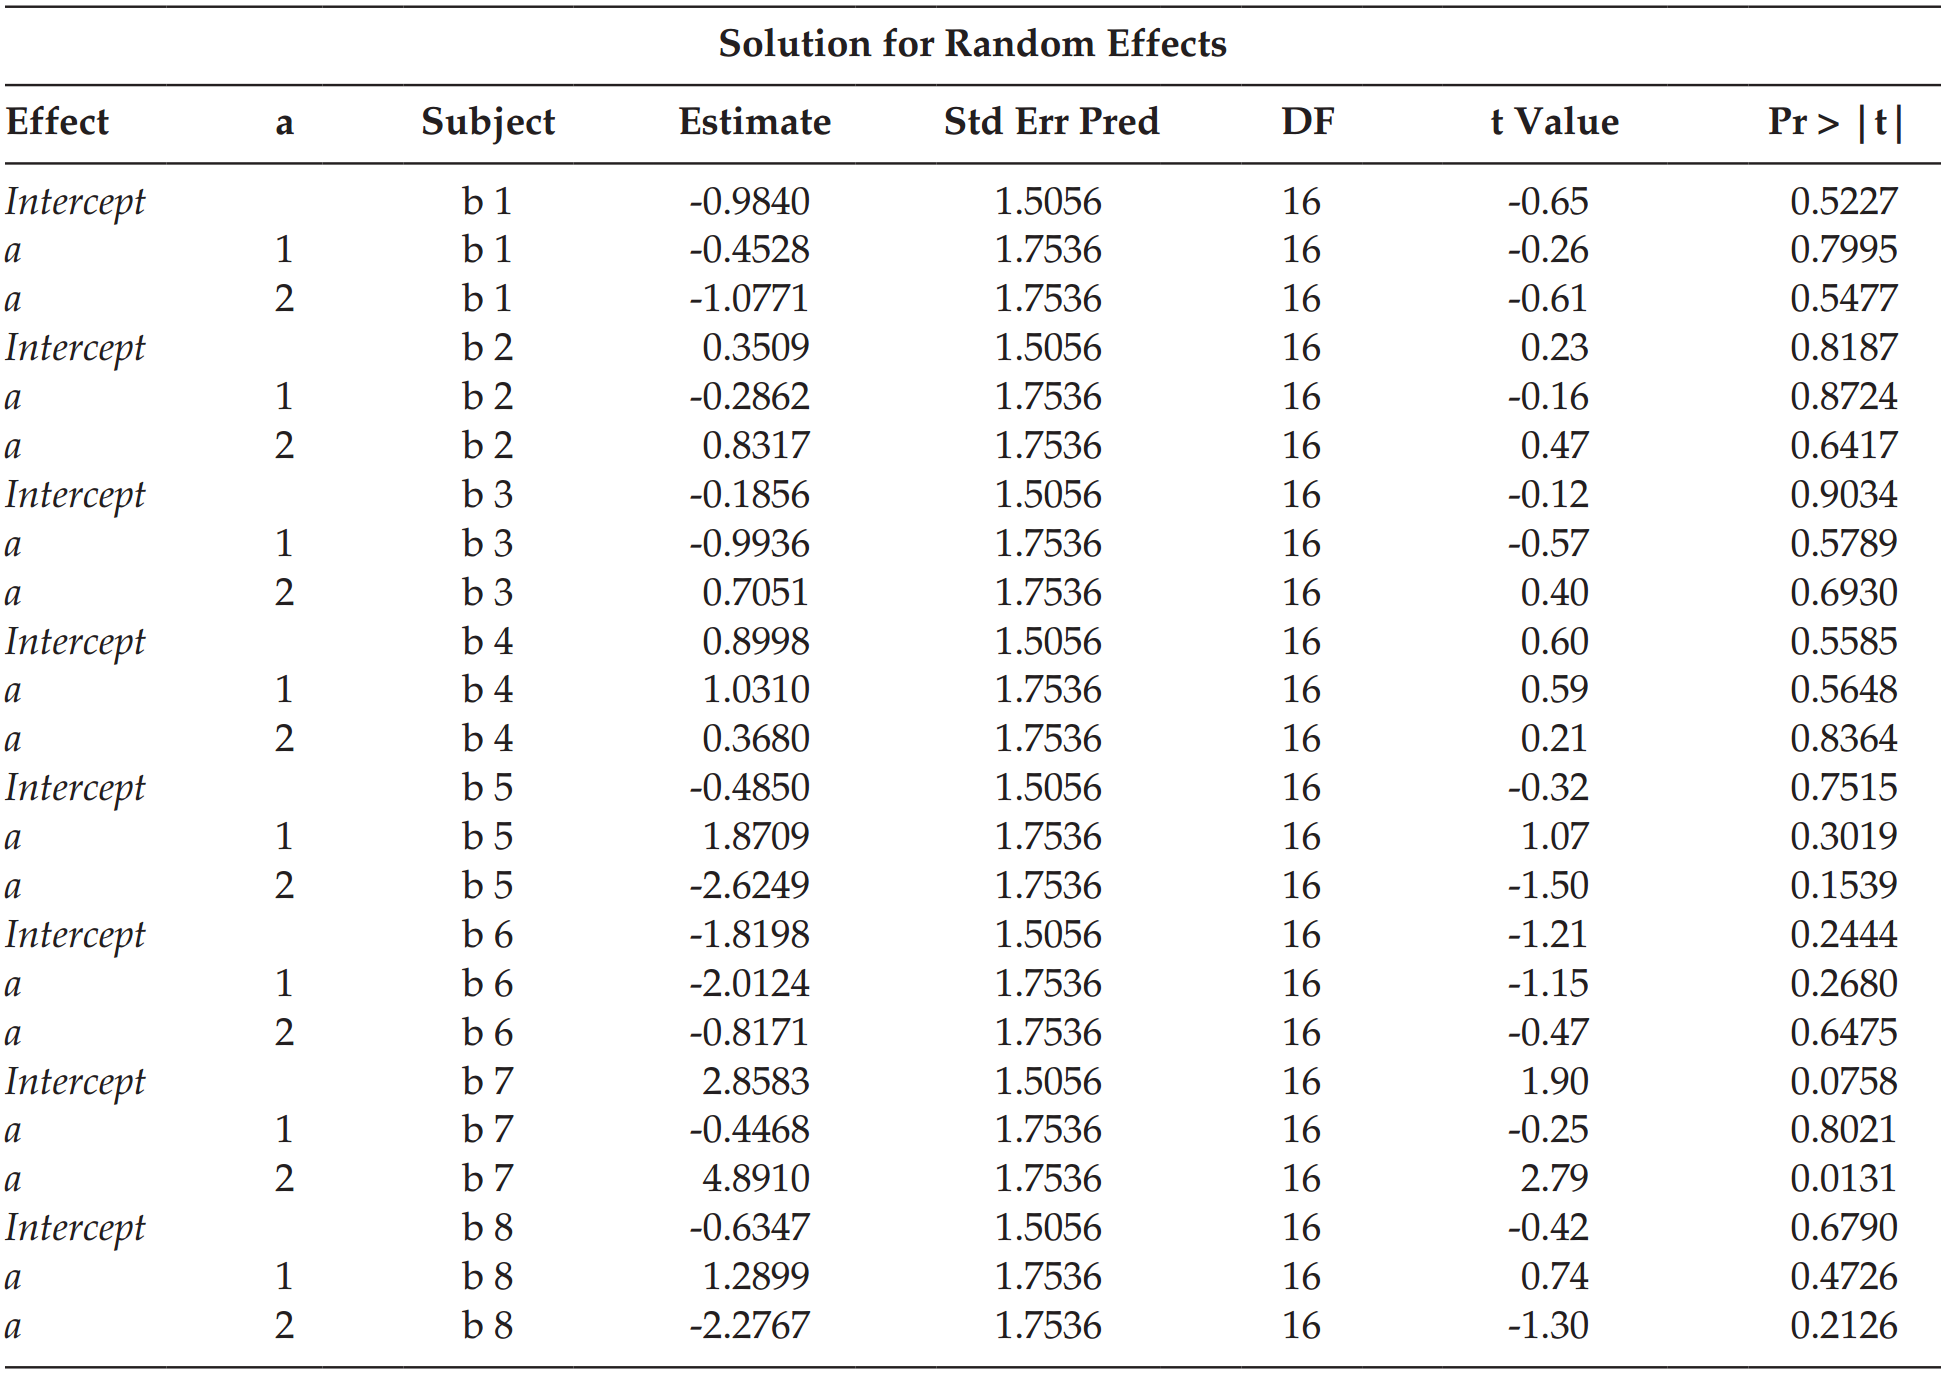 Solution for Random Effects
Effect a Subject Estimate Std Err Pred DF t Value Pr > |t|
Intercept b 1 -0.9840 1.5056 16 -0.65 0.5227
a 1 b 1 -0.4528 1.7536 16 -0.26 0.7995
a 2 b 1 -1.0771 1.7536 16 -0.61 0.5477
Intercept b 2 0.3509 1.5056 16 0.23 0.8187
a 1 b 2 -0.2862 1.7536 16 -0.16 0.8724
a 2 b 2 0.8317 1.7536 16 0.47 0.6417
Intercept b 3 -0.1856 1.5056 16 -0.12 0.9034
a 1 b 3 -0.9936 1.7536 16 -0.57 0.5789
a 2 b 3 0.7051 1.7536 16 0.40 0.6930
Intercept b 4 0.8998 1.5056 16 0.60 0.5585
a 1 b 4 1.0310 1.7536 16 0.59 0.5648
a 2 b 4 0.3680 1.7536 16 0.21 0.8364
Intercept b 5 -0.4850 1.5056 16 -0.32 0.7515
a 1 b 5 1.8709 1.7536 16 1.07 0.3019
a 2 b 5 -2.6249 1.7536 16 -1.50 0.1539
Intercept b 6 -1.8198 1.5056 16 -1.21 0.2444
a 1 b 6 -2.0124 1.7536 16 -1.15 0.2680
a 2 b 6 -0.8171 1.7536 16 -0.47 0.6475
Intercept b 7 2.8583 1.5056 16 1.90 0.0758
a 1 b 7 -0.4468 1.7536 16 -0.25 0.8021
a 2 b 7 4.8910 1.7536 16 2.79 0.0131
Intercept b 8 -0.6347 1.5056 16 -0.42 0.6790
a 1 b 8 1.2899 1.7536 16 0.74 0.4726
a 2 b 8 -2.2767 1.7536 16 -1.30 0.2126